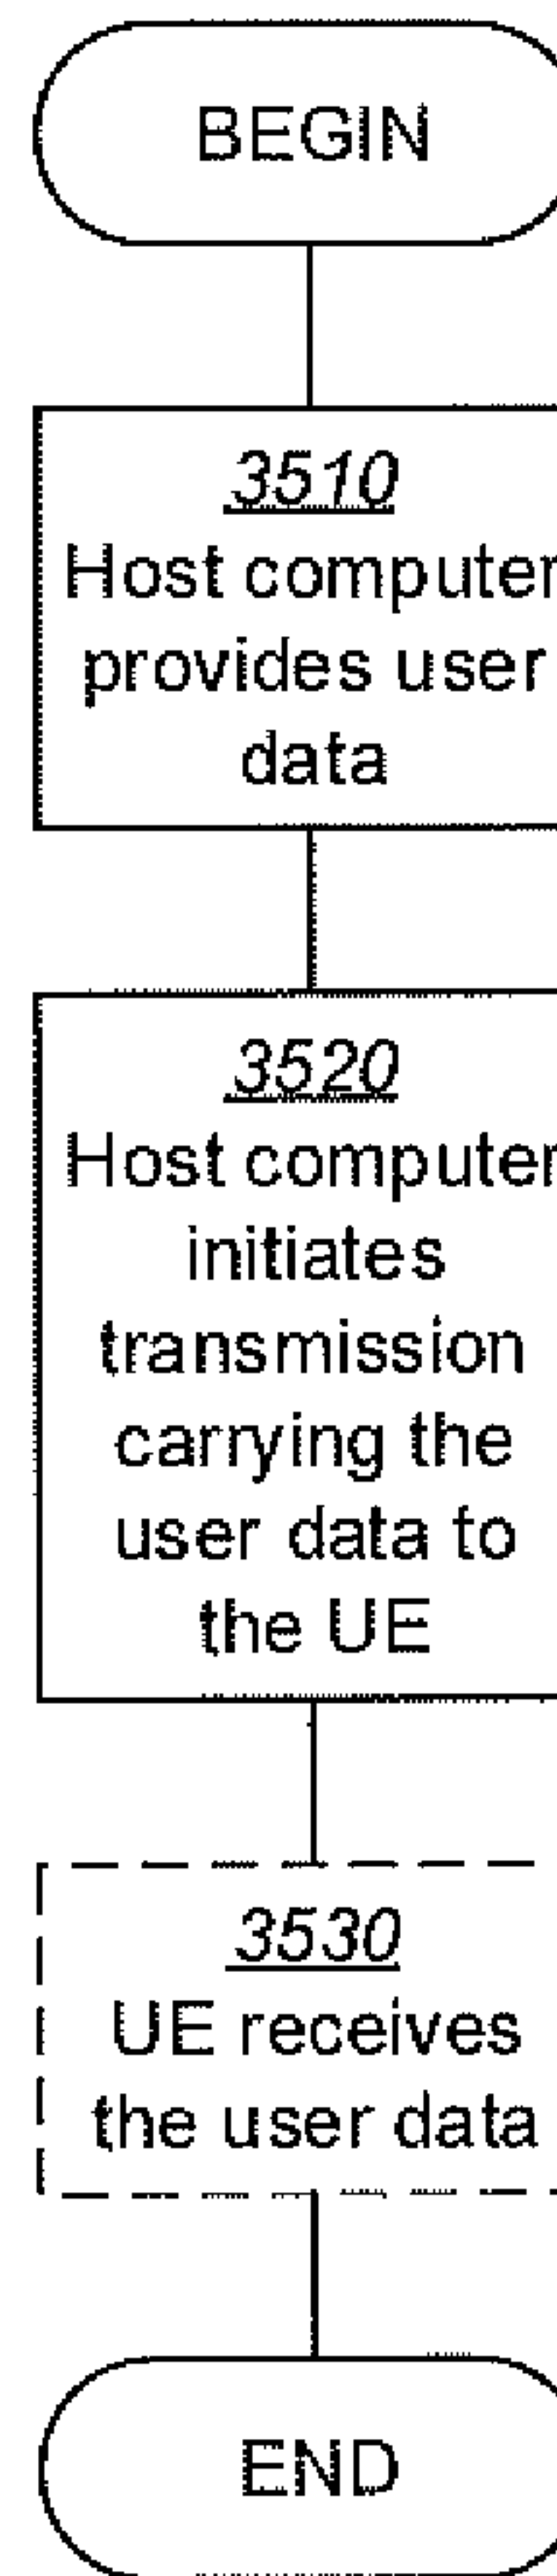 BEGIN
3510
Host computer
provides user
data
3520
Host computer
initiates
transmission
carrying the
user data to
the UE
3530
UE receives
the user data
END